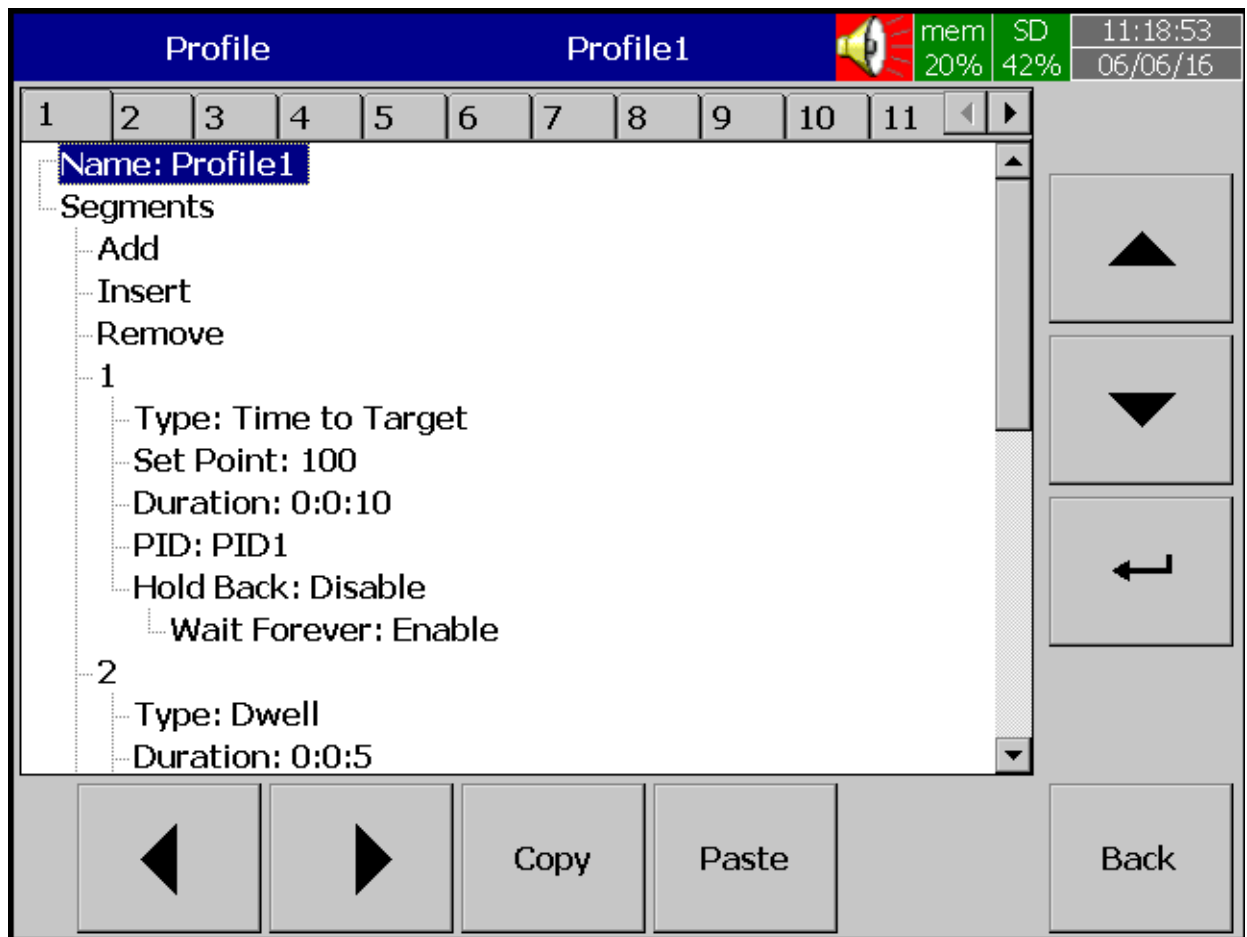 Profile Profile1 mem SD 11:18:53
20% 42% 06/06/16
1 2 3 4 5 6 7 8 9 10 11
Name: Profile1
Segments
Add
Insert
Remove
1
Type: Time to Target
Set Point: 100
Duration: 0:0:10
PID: PID1
Hold Back: Disable
Wait Forever: Enable
2
Type: Dwell
Duration: 0:0:5
Copy Paste Back